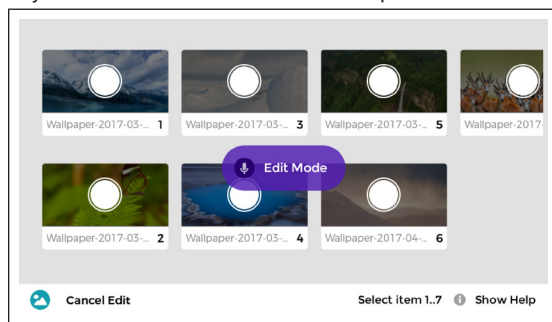 Wallpaper-2017-03-... 1
Wallpaper-2017-03-... 3
Wallpaper-2017-03-... 5
Wallpaper-2017-
Edit Mode
Wallpaper-2017-03-... 2
Wallpaper-2017-03-... 4
Wallpaper-2017-04-... 6
Cancel Edit
Select item 1..7
Show Help